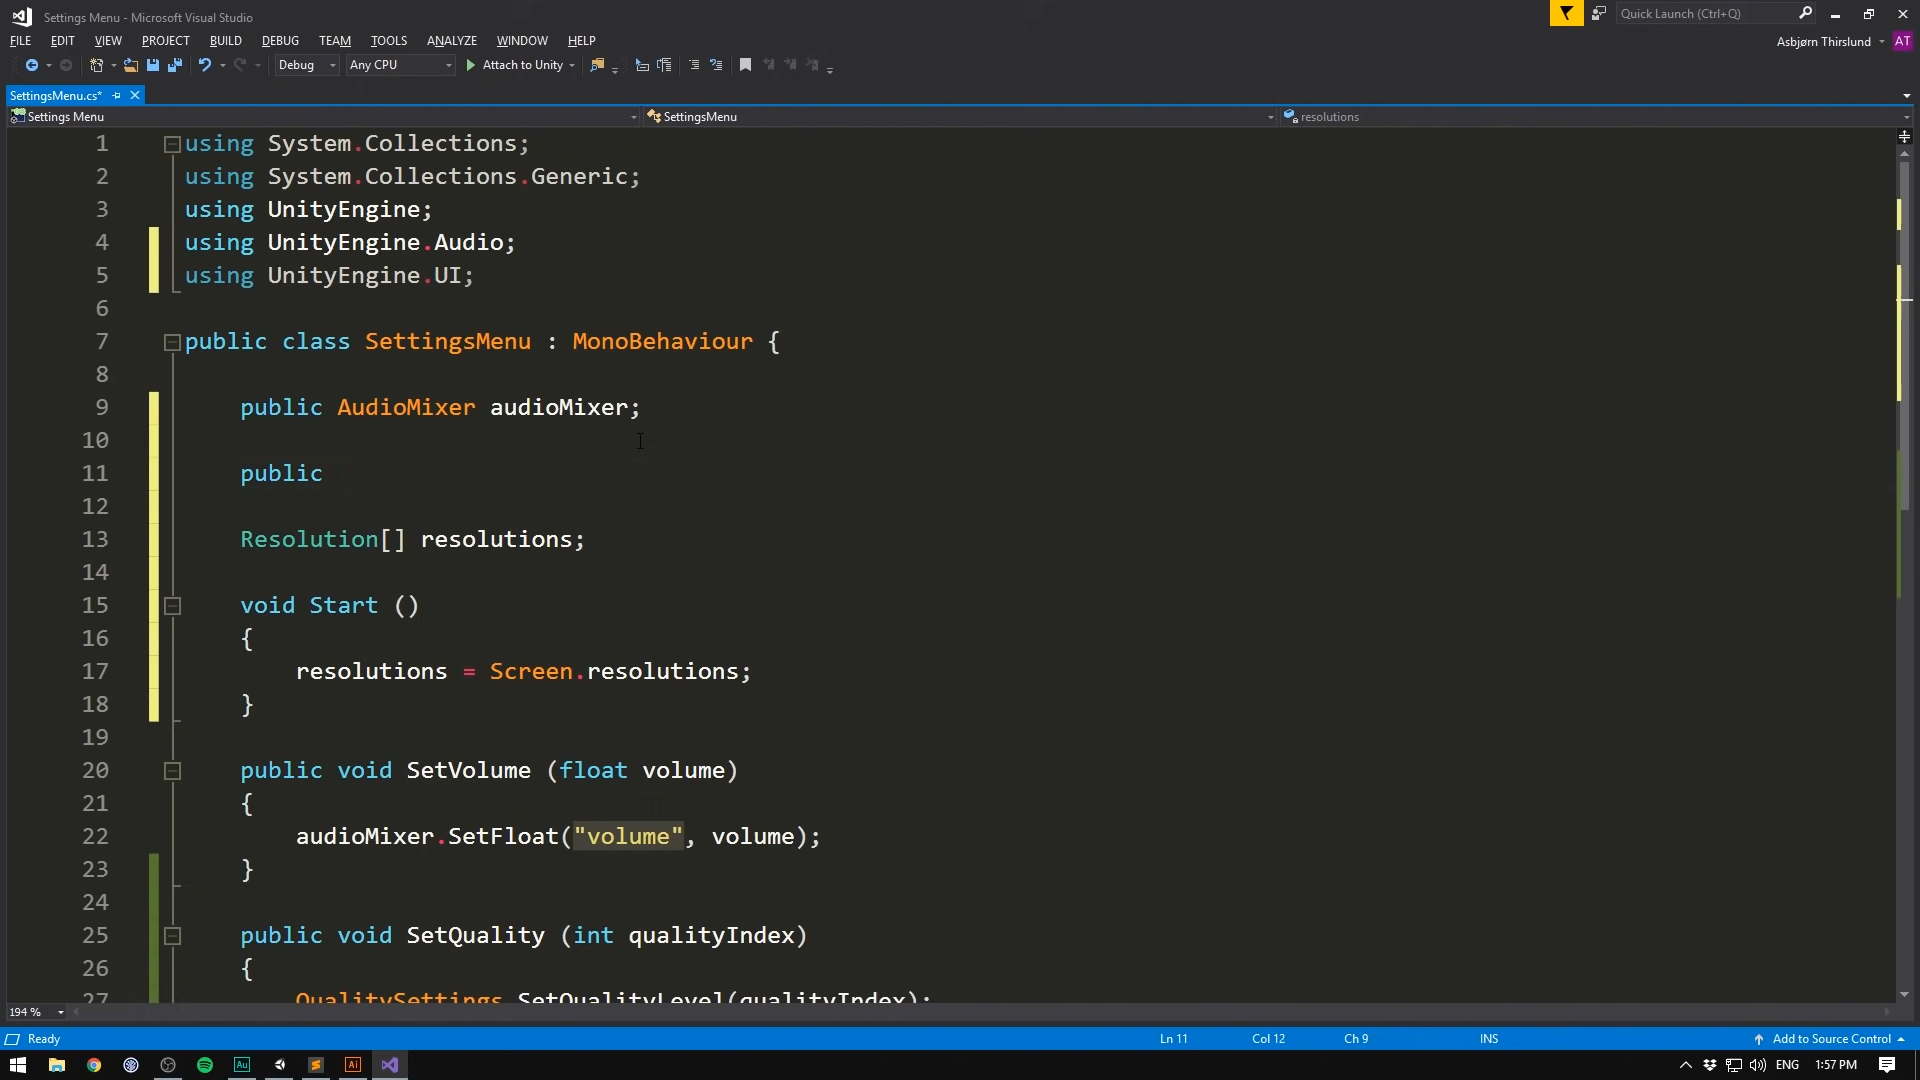 Settings Menu - Microsoft Visual Studio
Quick Launch (Ctrl+Q)
FILE EDIT VIEW PROJECT BUILD DEBUG TEAM TOOLS ANALYZE WINDOW HELP
Asbjørn Thirslund AT
Debug Any CPU Attach to Unity
SettingsMenu.cs*
Settings Menu SettingsMenu resolutions
1 using System.Collections;
2 using System.Collections.Generic;
3 using UnityEngine;
4 using UnityEngine.Audio;
5 using UnityEngine.UI;
6
7 public class SettingsMenu : MonoBehaviour {
8
9 public AudioMixer audioMixer;
10
11 public
12
13 Resolution[] resolutions;
14
15 void Start ()
16 {
17 resolutions = Screen.resolutions;
18 }
19
20 public void SetVolume (float volume)
21 {
22 audioMixer.SetFloat("volume", volume);
23 }
24
25 public void SetQuality (int qualityIndex)
26 {
27 QualitySettings.SetQualityLevel(qualityIndex);
194 %
Ready Ln 11 Col 12 Ch 9 INS Add to Source Control
Au Ai ENG 1:57 PM